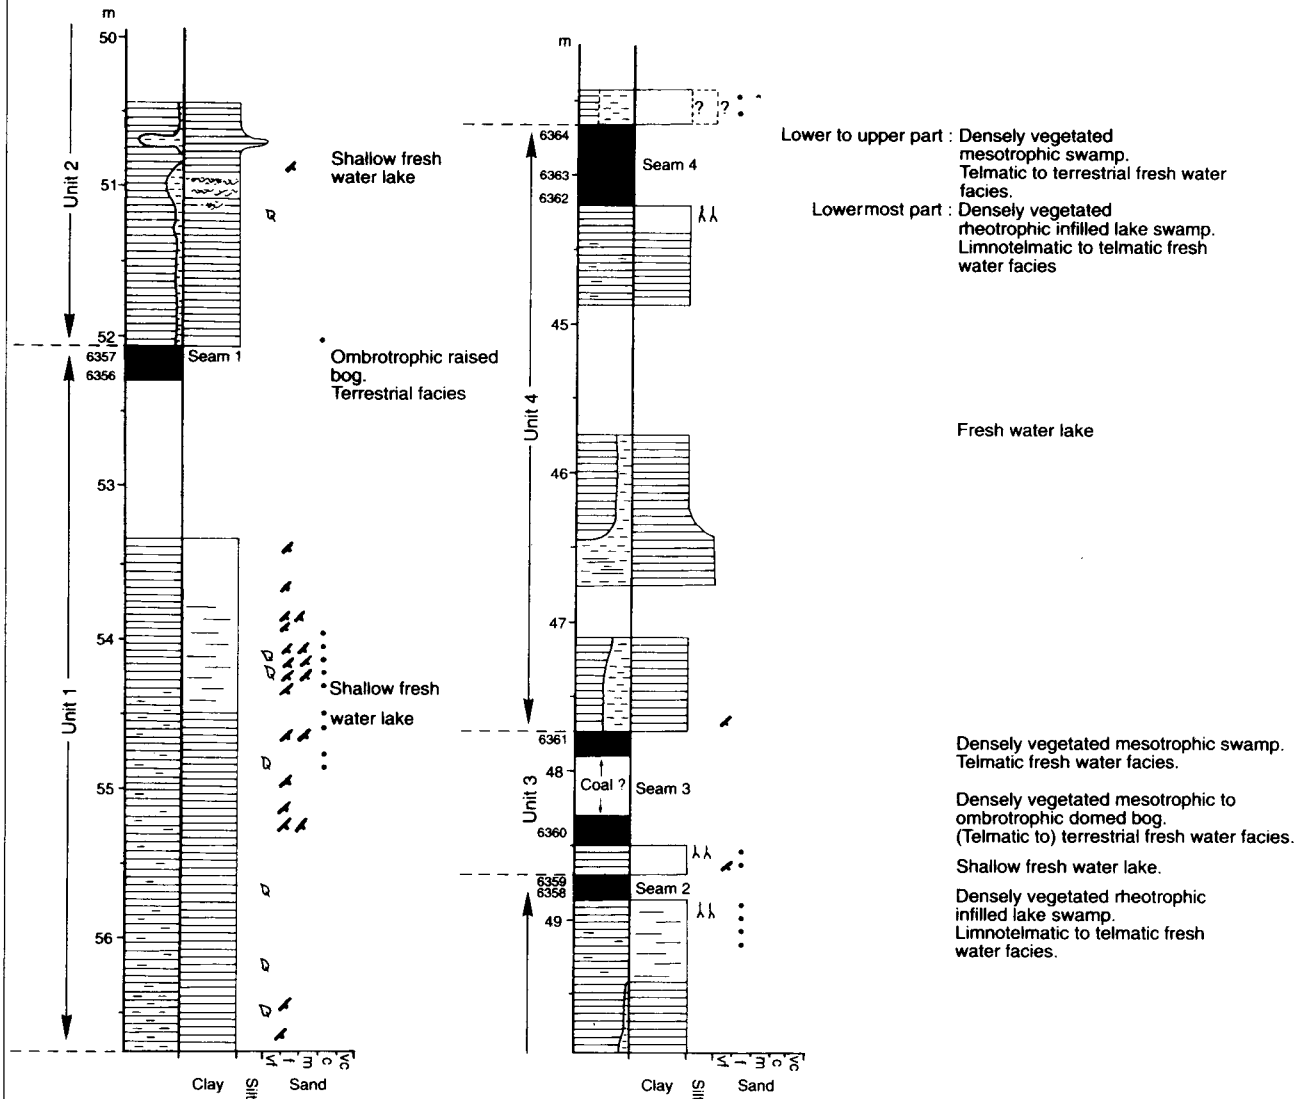 m
50
51
52
53
54
55
56
Unit 2
Unit 1
Shallow fresh
water lake
6357
6356
Seam 1
Ombrotrophic raised
bog.
Terrestrial facies
Shallow fresh
water lake
vf
f
m
c
vc
Clay
Silt
Sand
m
45
46
47
48
49
Unit 4
Unit 3
? ?
6364
6363
6362
Seam 4
Lower to upper part : Densely vegetated
mesotrophic swamp.
Telmatic to terrestrial fresh water
facies.
Lowermost part : Densely vegetated
rheotrophic infilled lake swamp.
Limnotelmatic to telmatic fresh
water facies
Fresh water lake
6361
Coal ?
Seam 3
6360
6359
6358
Seam 2
Densely vegetated mesotrophic swamp.
Telmatic fresh water facies.
Densely vegetated mesotrophic to
ombrotrophic domed bog.
(Telmatic to) terrestrial fresh water facies.
Shallow fresh water lake.
Densely vegetated rheotrophic
infilled lake swamp.
Limnotelmatic to telmatic fresh
water facies.
vf
f
m
c
vc
Clay
Silt
Sand